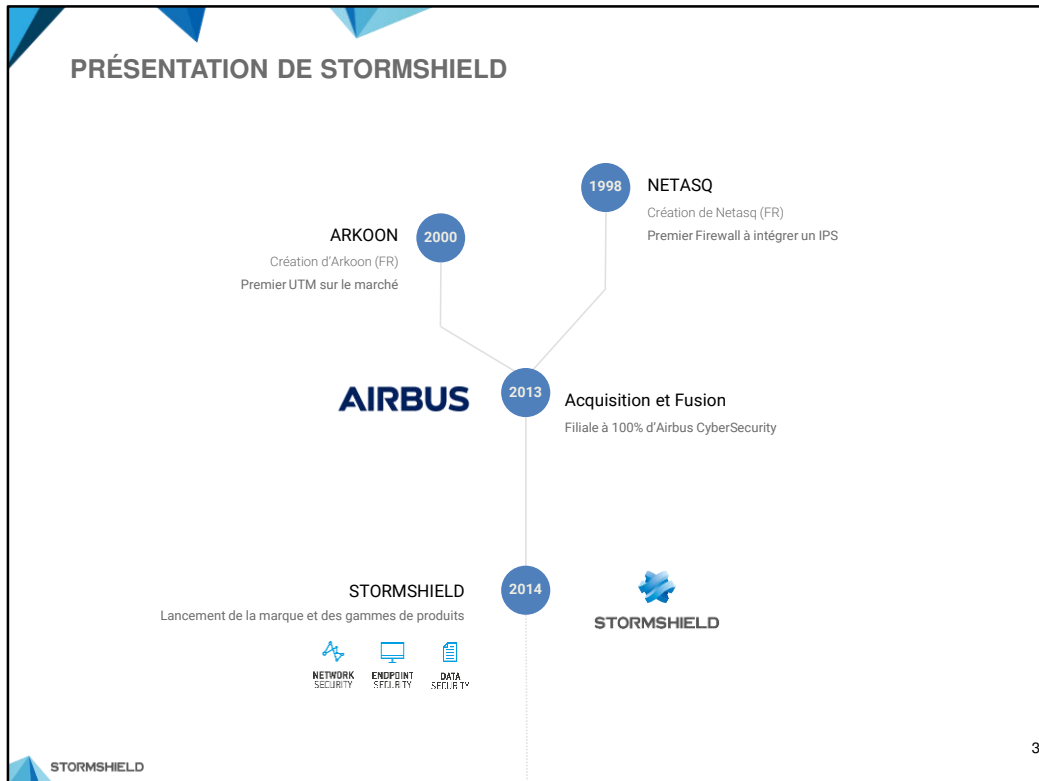 PRÉSENTATION DE STORMSHIELD
1998
NETASQ
Création de Netasq (FR)
Premier Firewall à intégrer un IPS
ARKOON
2000
Création d'Arkoon (FR)
Premier UTM sur le marché
AIRBUS
2013
Acquisition et Fusion
Filiale à 100% d'Airbus CyberSecurity
STORMSHIELD
2014
Lancement de la marque et des gammes de produits
STORMSHIELD
NETWORK SECURITY
ENDPOINT SECURITY
DATA SECURITY
3
STORMSHIELD